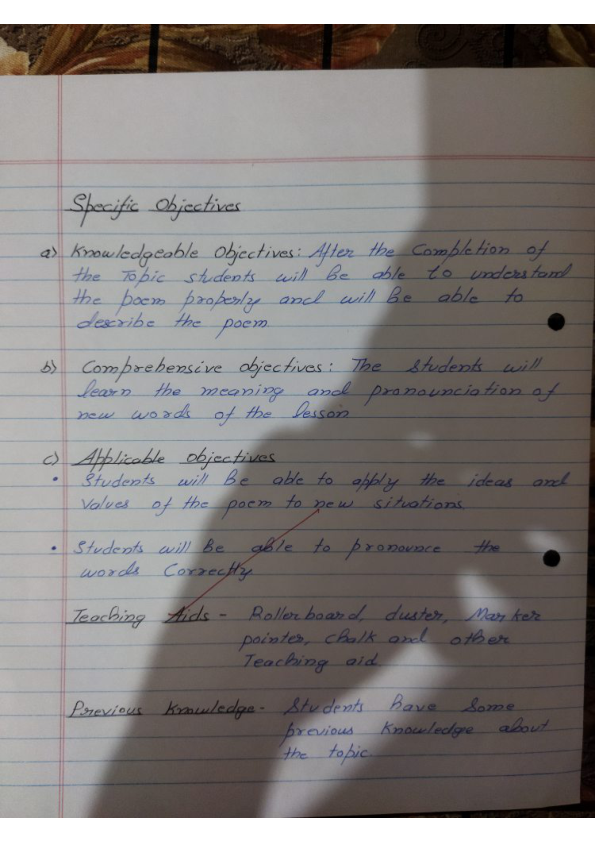 Specific Objectives
a) Knowledgeable Objectives: After the Completion of
the Topic students will be able to understand
the poem properly and will be able to
describe the poem.
b) Comprehensive objectives: The students will
learn the meaning and pronounciation of
new words of the lesson
c) Applicable objectives
• Students will be able to apply the ideas and
values of the poem to new situations.
• Students will be able to pronounce the
words Correctly
Teaching Aids - Rollerboard, duster, Marker
pointer, chalk and other
Teaching aid.
Previous Knowledge - Students have some
previous knowledge about
the topic.